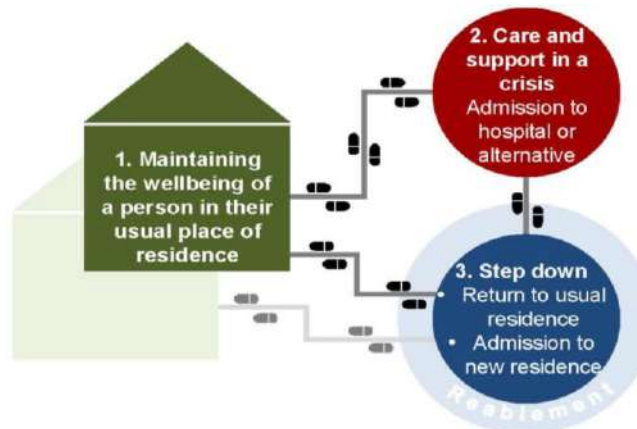 1. Maintaining
the wellbeing of
a person in their
usual place of
residence
2. Care and
support in a
crisis
Admission to
hospital or
alternative
3. Step down
• Return to usual
residence
• Admission to
new residence
Reablement